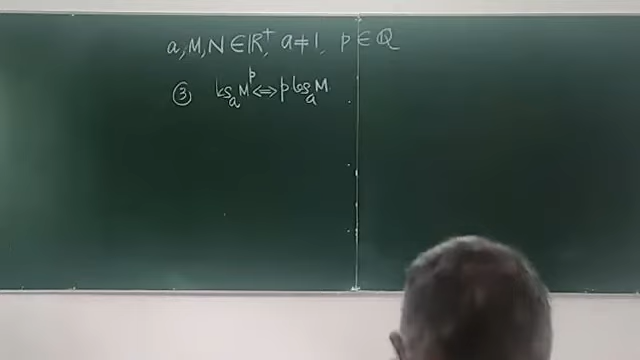 a, M, N ∈ ℝ⁺, a ≠ 1, p ∈ ℚ
③ logₐ Mᵖ ⟺ p logₐ M